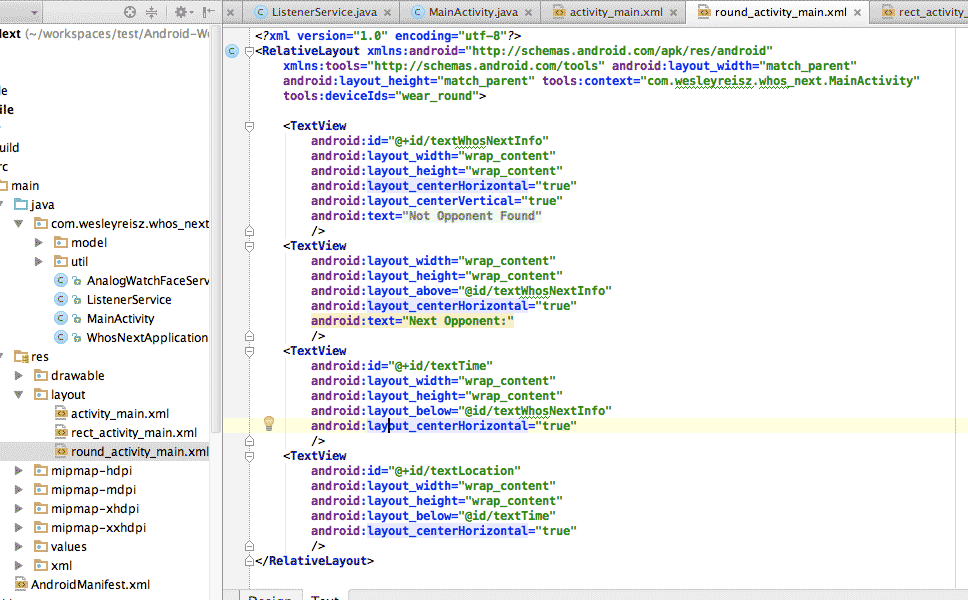 ListenerService.java
MainActivity.java
activity_main.xml
round_activity_main.xml
rect_activity_
(~/workspaces/test/Android-W
main
java
com.wesleyreisz.whos_next
model
util
AnalogWatchFaceServ
ListenerService
MainActivity
WhosNextApplication
res
drawable
layout
activity_main.xml
rect_activity_main.xml
round_activity_main.xml
mipmap-hdpi
mipmap-mdpi
mipmap-xhdpi
mipmap-xxhdpi
values
xml
AndroidManifest.xml
<?xml version="1.0" encoding="utf-8"?>
<RelativeLayout xmlns:android="http://schemas.android.com/apk/res/android"
xmlns:tools="http://schemas.android.com/tools" android:layout_width="match_parent"
android:layout_height="match_parent" tools:context="com.wesleyreisz.whos_next.MainActivity"
tools:deviceIds="wear_round">
<TextView
android:id="@+id/textWhosNextInfo"
android:layout_width="wrap_content"
android:layout_height="wrap_content"
android:layout_centerHorizontal="true"
android:layout_centerVertical="true"
android:text="Not Opponent Found"
/>
<TextView
android:layout_width="wrap_content"
android:layout_height="wrap_content"
android:layout_above="@id/textWhosNextInfo"
android:layout_centerHorizontal="true"
android:text="Next Opponent:"
/>
<TextView
android:id="@+id/textTime"
android:layout_width="wrap_content"
android:layout_height="wrap_content"
android:layout_below="@id/textWhosNextInfo"
android:layout_centerHorizontal="true"
/>
<TextView
android:id="@+id/textLocation"
android:layout_width="wrap_content"
android:layout_height="wrap_content"
android:layout_below="@id/textTime"
android:layout_centerHorizontal="true"
/>
</RelativeLayout>
Design
Text